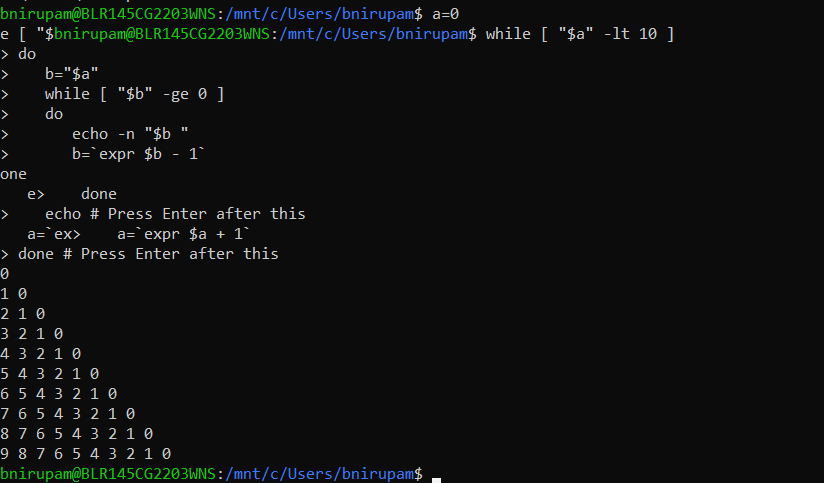 bnirupam@BLR145CG2203WNS:/mnt/c/Users/bnirupam$ a=0
e [ "$bnirupam@BLR145CG2203WNS:/mnt/c/Users/bnirupam$ while [ "$a" -lt 10 ]
> do
>    b="$a"
>    while [ "$b" -ge 0 ]
>    do
>       echo -n "$b "
>       b=`expr $b - 1`
one
   e>    done
>    echo # Press Enter after this
   a=`ex>    a=`expr $a + 1`
> done # Press Enter after this
0
1 0
2 1 0
3 2 1 0
4 3 2 1 0
5 4 3 2 1 0
6 5 4 3 2 1 0
7 6 5 4 3 2 1 0
8 7 6 5 4 3 2 1 0
9 8 7 6 5 4 3 2 1 0
bnirupam@BLR145CG2203WNS:/mnt/c/Users/bnirupam$